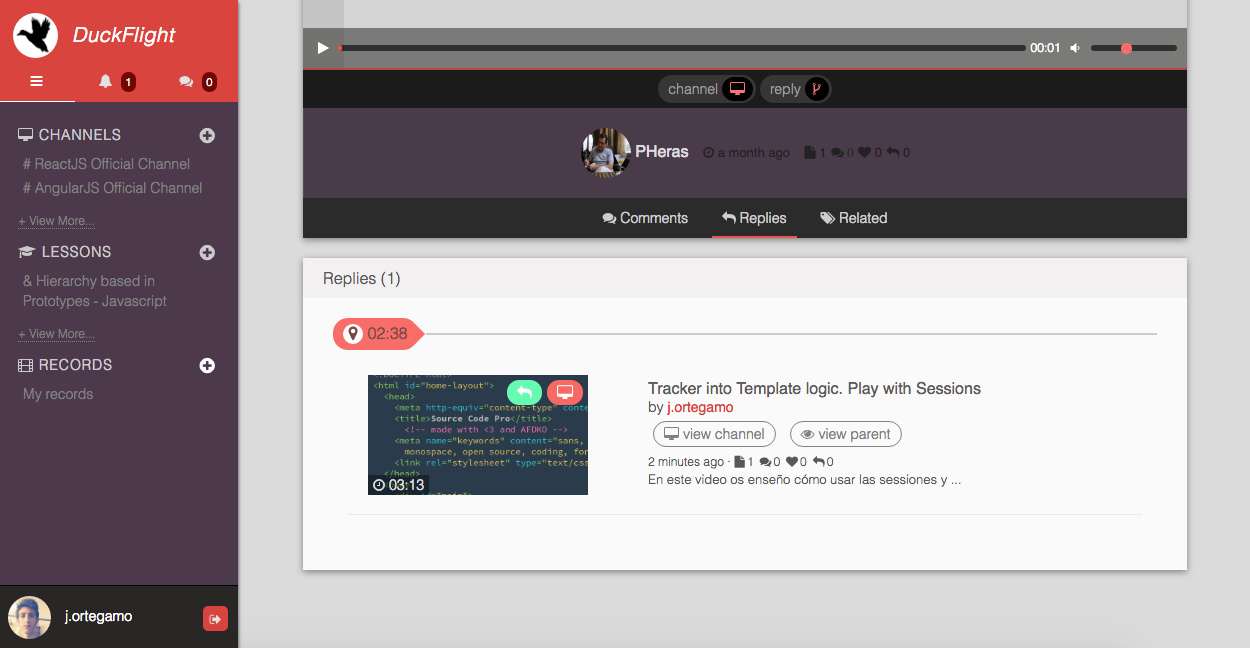 DuckFlight
1
0
CHANNELS
# ReactJS Official Channel
# AngularJS Official Channel
+ View More...
LESSONS
& Hierarchy based in
Prototypes - Javascript
+ View More...
RECORDS
My records
j.ortegamo
00:01
channel
reply
PHeras
a month ago 1 0 0 0
Comments
Replies
Related
Replies (1)
02:38
<html id="home-layout">
<head>
<meta http-equiv="content-type" conte
<title>Source Code Pro</title>
<!-- made with <3 and AFDKO -->
<meta name="keywords" content="sans,
monospace, open source, coding, for
<link rel="stylesheet" type="text/css
</head>
03:13
Tracker into Template logic. Play with Sessions
by j.ortegamo
view channel
view parent
2 minutes ago · 1 0 0 0
En este video os enseño cómo usar las sessiones y ...